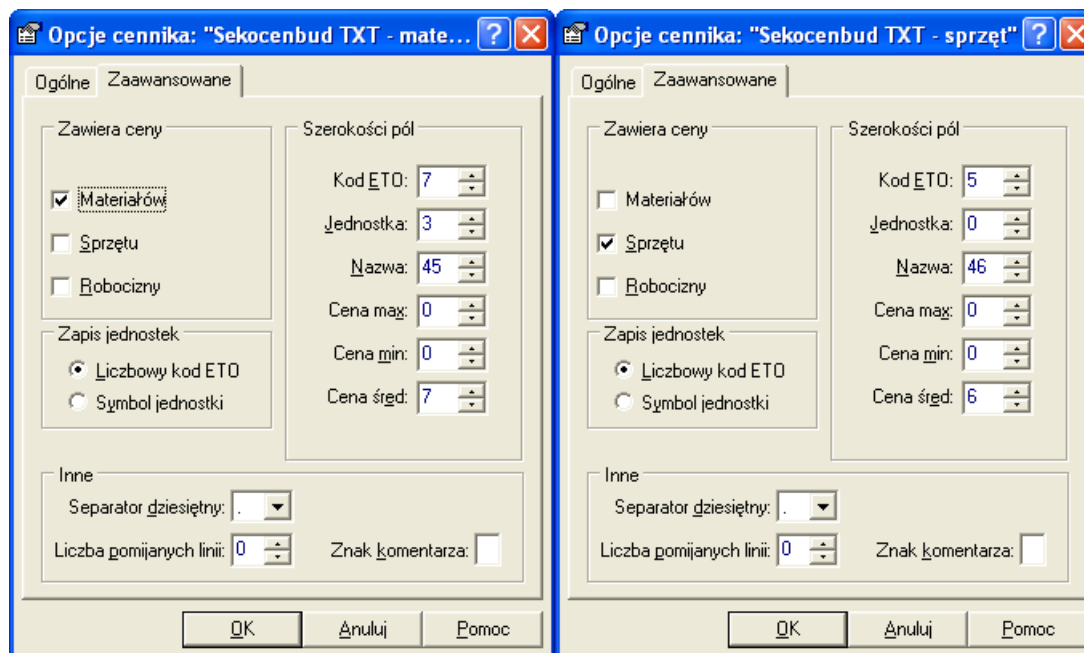 Opcje cennika: "Sekocenbud TXT - mate...
Ogólne Zaawansowane
Zawiera ceny
Materiałów
Sprzętu
Robocizny
Zapis jednostek
Liczbowy kod ETO
Symbol jednostki
Szerokości pól
Kod ETO: 7
Jednostka: 3
Nazwa: 45
Cena max: 0
Cena min: 0
Cena śred: 7
Inne
Separator dziesiętny: .
Liczba pomijanych linii: 0 Znak komentarza:
OK Anuluj Pomoc
Opcje cennika: "Sekocenbud TXT - sprzęt"
Ogólne Zaawansowane
Zawiera ceny
Materiałów
Sprzętu
Robocizny
Zapis jednostek
Liczbowy kod ETO
Symbol jednostki
Szerokości pól
Kod ETO: 5
Jednostka: 0
Nazwa: 46
Cena max: 0
Cena min: 0
Cena śred: 6
Inne
Separator dziesiętny: .
Liczba pomijanych linii: 0 Znak komentarza:
OK Anuluj Pomoc